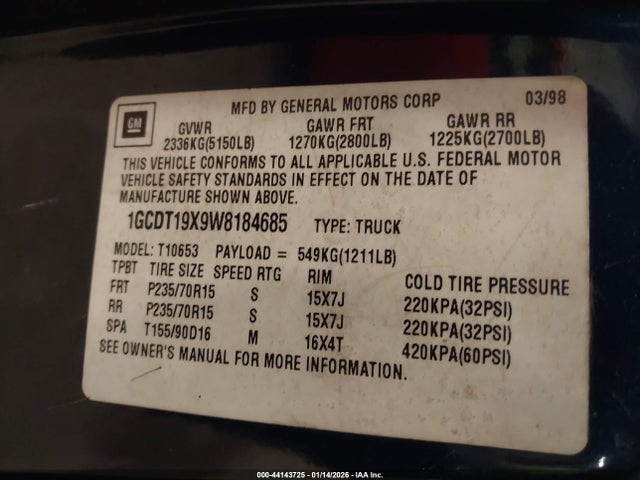 MFD BY GENERAL MOTORS CORP 03/98
GM
GVWR GAWR FRT GAWR RR
2336KG(5150LB) 1270KG(2800LB) 1225KG(2700LB)
THIS VEHICLE CONFORMS TO ALL APPLICABLE U.S. FEDERAL MOTOR
VEHICLE SAFETY STANDARDS IN EFFECT ON THE DATE OF
MANUFACTURE SHOWN ABOVE.
1GCDT19X9W8184685 TYPE: TRUCK
MODEL: T10653 PAYLOAD = 549KG(1211LB)
TPBT TIRE SIZE SPEED RTG RIM COLD TIRE PRESSURE
FRT P235/70R15 S 15X7J 220KPA(32PSI)
RR P235/70R15 S 15X7J 220KPA(32PSI)
SPA T155/90D16 M 16X4T 420KPA(60PSI)
SEE OWNER'S MANUAL FOR MORE INFORMATION.
000-44143725 - 01/14/2026 - IAA Inc.